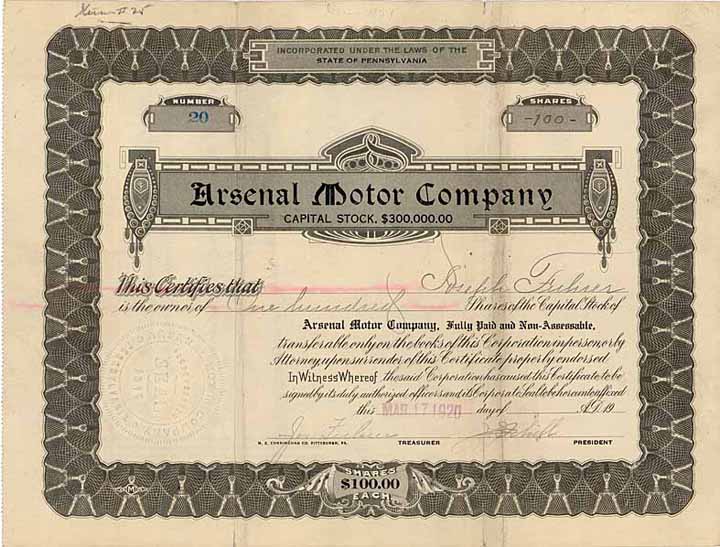 INCORPORATED UNDER THE LAWS OF THE
STATE OF PENNSYLVANIA
NUMBER
20
SHARES
-100-
Arsenal Motor Company
CAPITAL STOCK, $300,000.00
This Certifies that Joseph
is the owner of One hundred Shares of the Capital Stock of
Arsenal Motor Company, Fully Paid and Non-Assessable,
transferable only on the books of this Corporation in person, or by
Attorney upon surrender of this Certificate properly endorsed
In Witness Whereof, the said Corporation has caused this Certificate to be
signed by its duly authorized officers and its Corporate Seal to be hereunto affixed
this MAR 17 1920 day of A.D. 19
TREASURER PRESIDENT
SHARES
$100.00
EACH